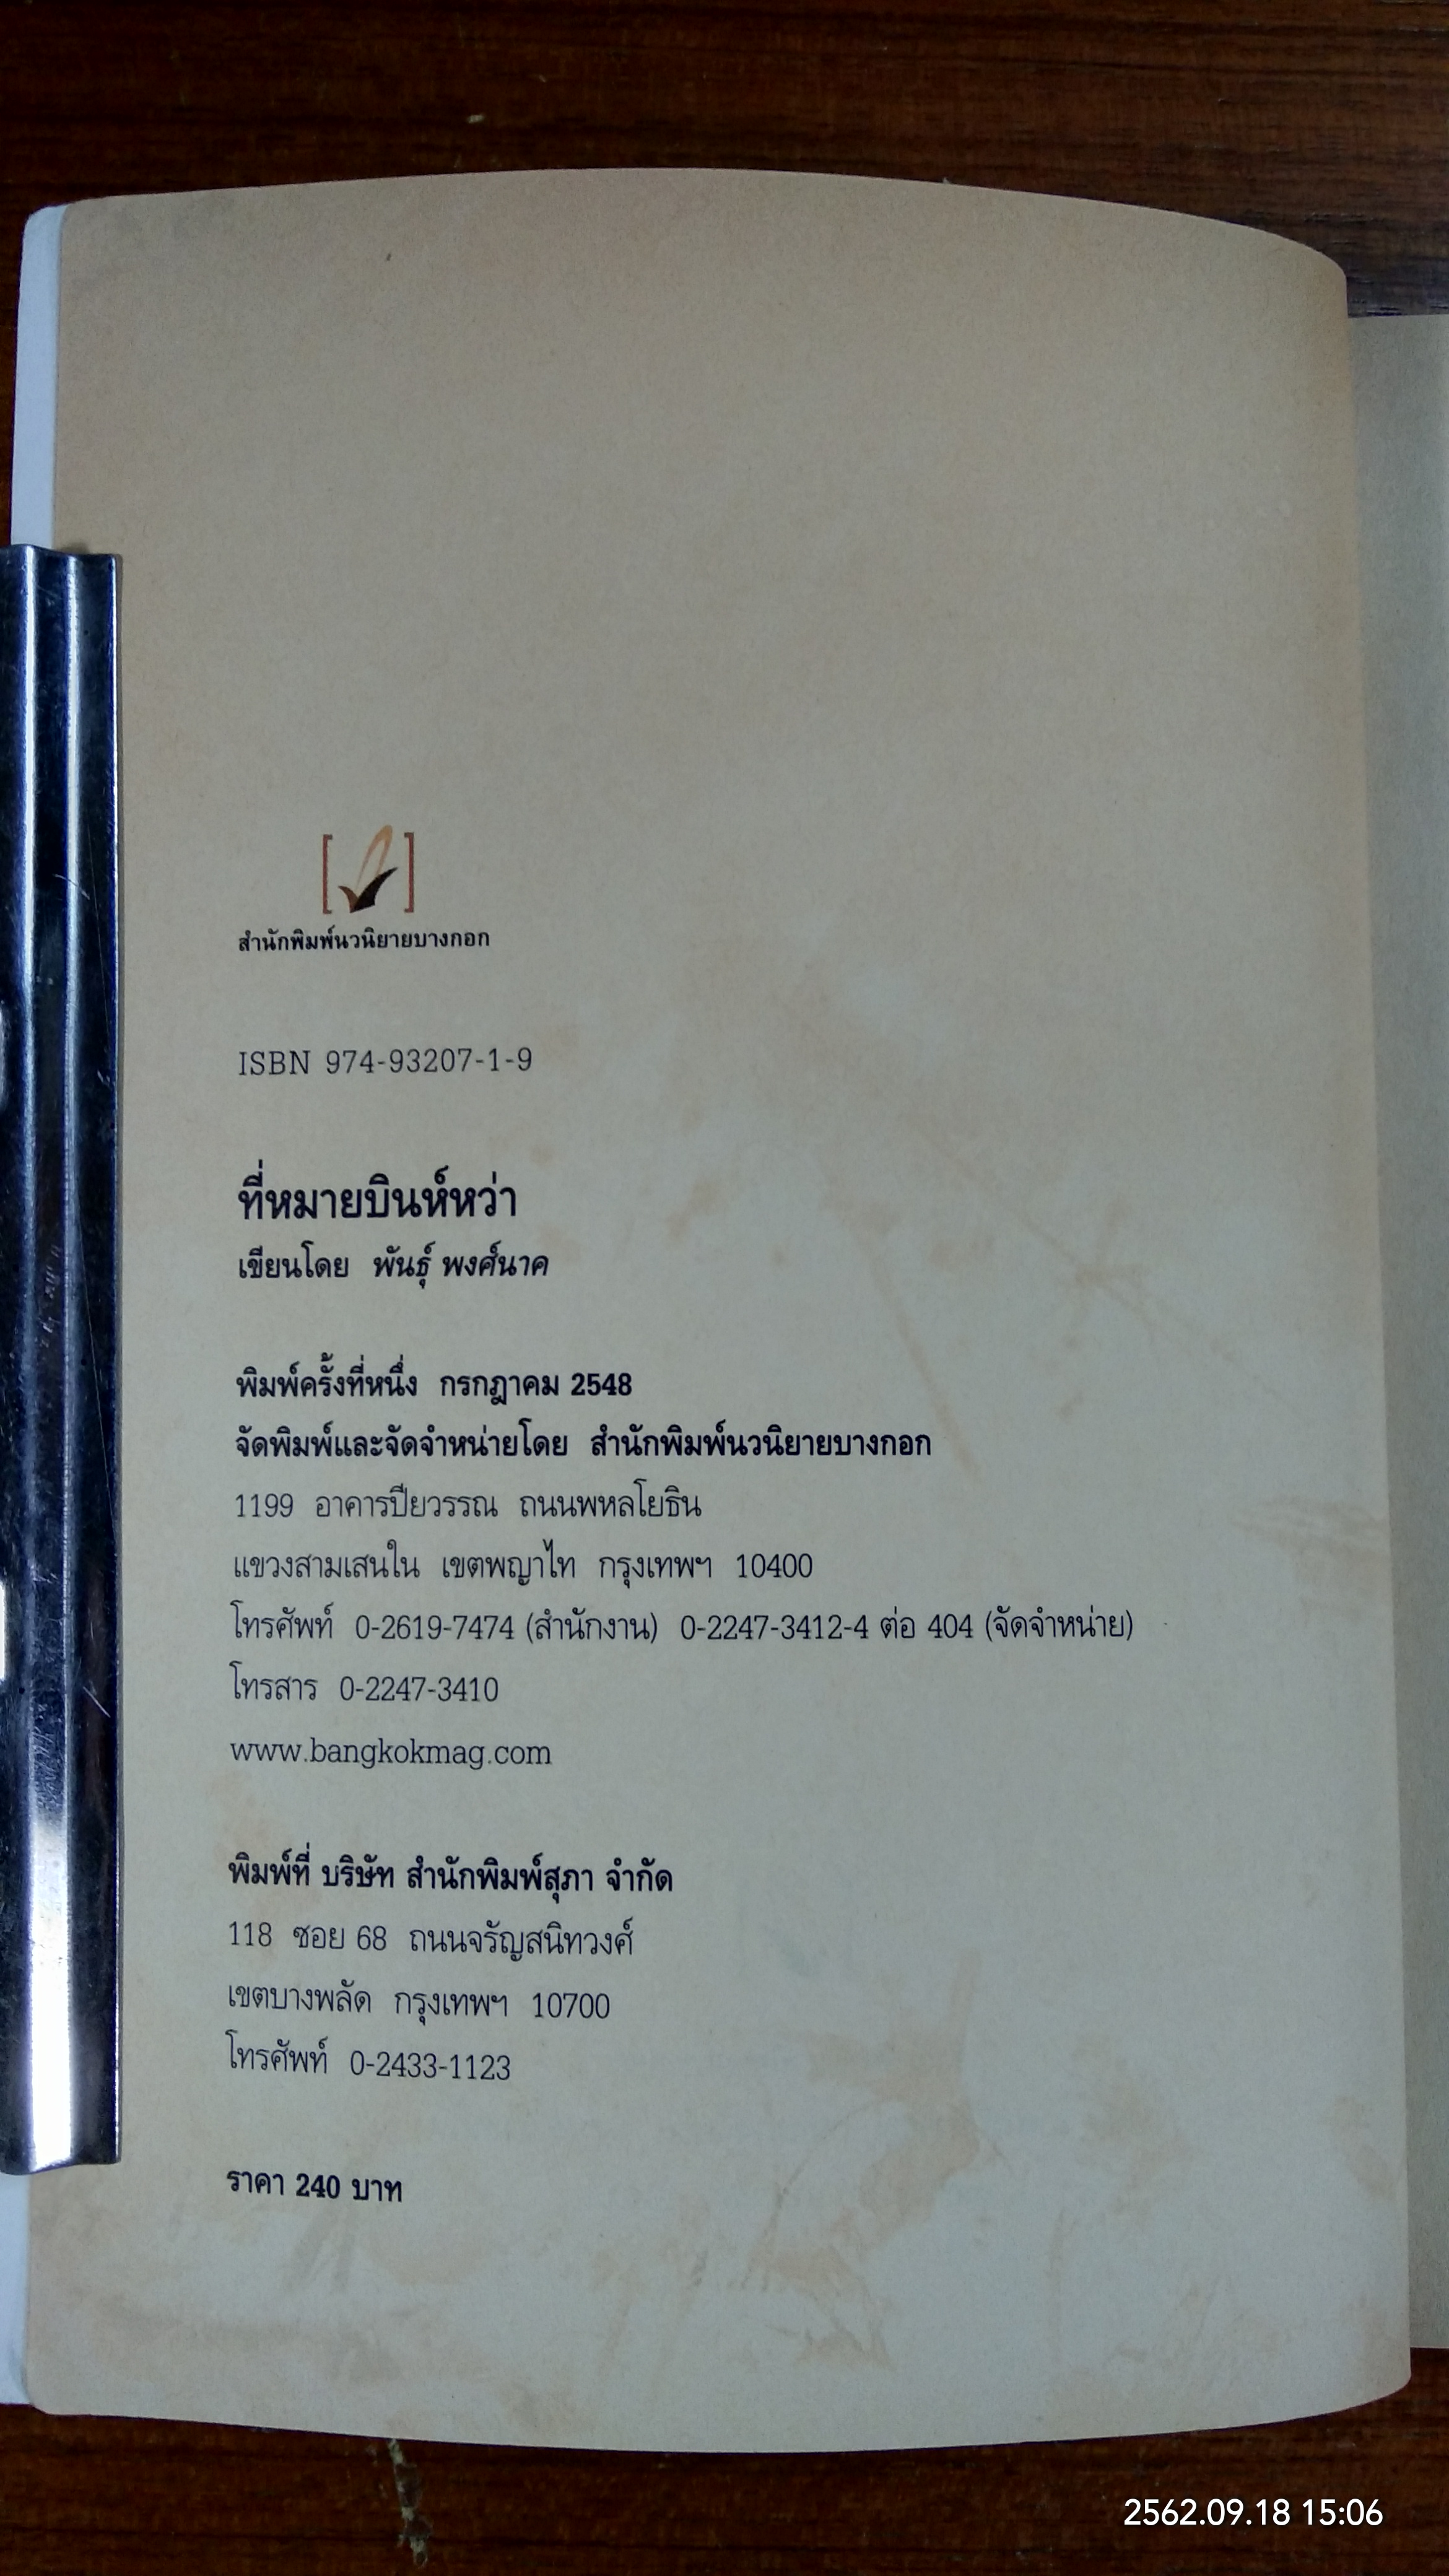 สำนักพิมพ์นวนิยายบางกอก
ISBN 974-93207-1-9
ที่หมายบินห์หว่า
เขียนโดย พันธุ์ พงศ์นาค
พิมพ์ครั้งที่หนึ่ง กรกฎาคม 2548
จัดพิมพ์และจัดจำหน่ายโดย สำนักพิมพ์นวนิยายบางกอก
1199 อาคารปิยวรรณ ถนนพหลโยธิน
แขวงสามเสนใน เขตพญาไท กรุงเทพฯ 10400
โทรศัพท์ 0-2619-7474 (สำนักงาน) 0-2247-3412-4 ต่อ 404 (จัดจำหน่าย)
โทรสาร 0-2247-3410
www.bangkokmag.com
พิมพ์ที่ บริษัท สำนักพิมพ์สุภา จำกัด
118 ซอย 68 ถนนจรัญสนิทวงศ์
เขตบางพลัด กรุงเทพฯ 10700
โทรศัพท์ 0-2433-1123
ราคา 240 บาท
2562.09.18 15:06